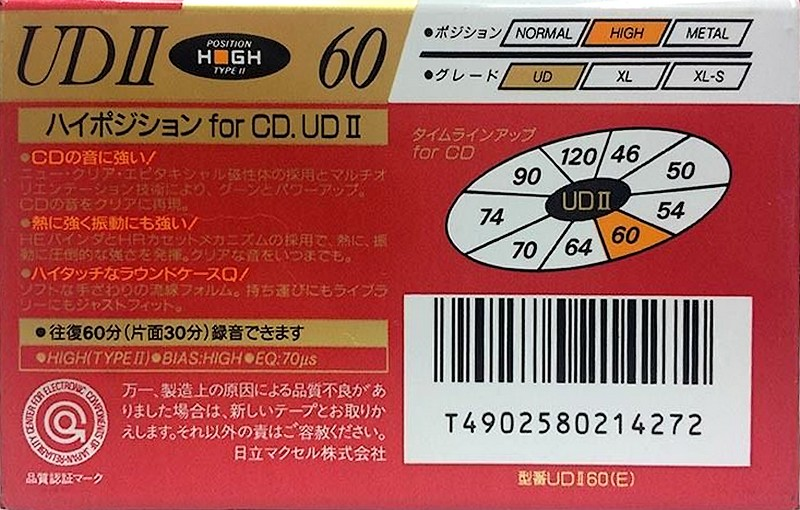 UDⅡ POSITION HIGH TYPE II 60
●ポジション NORMAL HIGH METAL
●グレード UD XL XL-S
ハイポジション for CD. UDⅡ
●CDの音に強い!
ニュー・クリア・エピタキシャル磁性体の採用とマルチオ
リエンテーション技術により、グーンとパワーアップ。
CDの音をクリアに再現。
●熱に強く振動にも強い!
HEバインダとHRカセットメカニズムの採用で、熱に、振
動に圧倒的な強さを発揮。クリアな音をいつまでも。
●ハイタッチなラウンドケースQ!
ソフトな手ざわりの流線フォルム。持ち運びにもライブラ
リーにもジャストフィット。
●往復60分(片面30分)録音できます
●HIGH(TYPEⅡ)●BIAS:HIGH●EQ:70μs
RELIABILITY CENTER FOR ELECTRONIC COMPONENTS OF JAPAN
品質認証マーク
万一、製造上の原因による品質不良があ
りました場合は、新しいテープとお取りか
えします。それ以外の責はご容赦ください。
日立マクセル株式会社
タイムラインアップ
for CD
UDⅡ
46
50
54
60
64
70
74
90
120
T4902580214272
型番UDⅡ60(E)